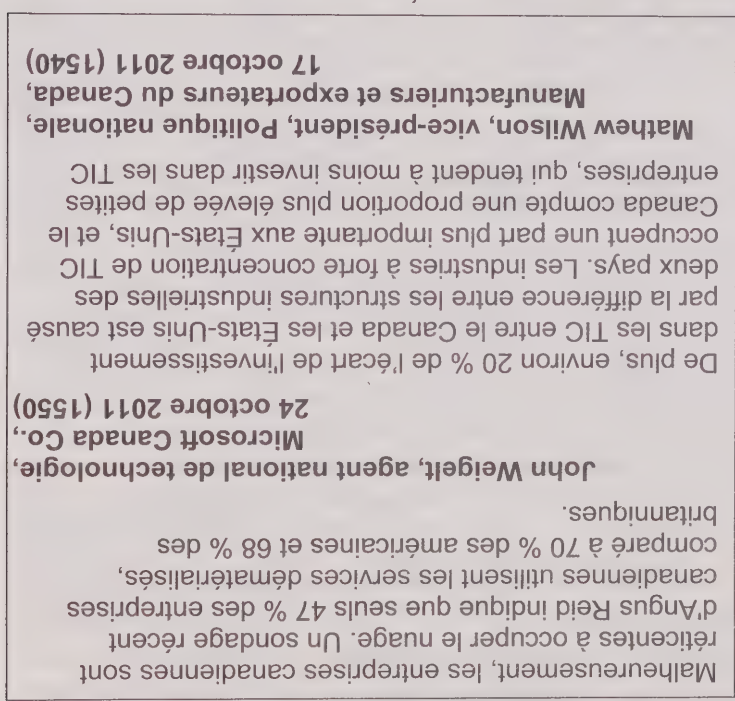 Malheureusement, les entreprises canadiennes sont
réticentes à occuper le nuage. Un sondage récent
d'Angus Reid indique que seuls 47 % des entreprises
canadiennes utilisent les services dématérialisés,
comparé à 70 % des américaines et 68 % des
britanniques.
John Weigelt, agent national de technologie,
Microsoft Canada Co.,
24 octobre 2011 (1550)
De plus, environ 20 % de l'écart de l'investissement
dans les TIC entre le Canada et les États-Unis est causé
par la différence entre les structures industrielles des
deux pays. Les industries à forte concentration de TIC
occupent une part plus importante aux États-Unis, et le
Canada compte une proportion plus élevée de petites
entreprises, qui tendent à moins investir dans les TIC
Mathew Wilson, vice-président, Politique nationale,
Manufacturiers et exportateurs du Canada,
17 octobre 2011 (1540)